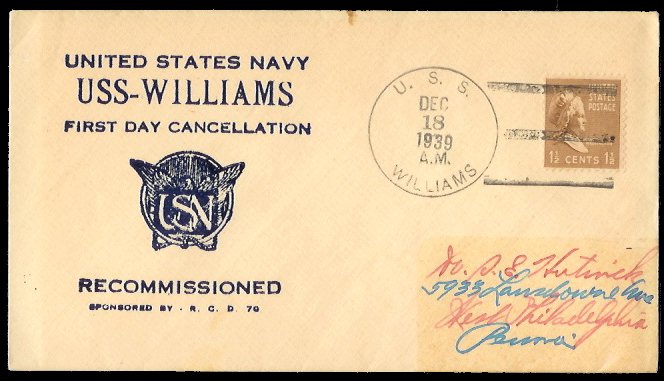 UNITED STATES NAVY
USS-WILLIAMS
FIRST DAY CANCELLATION
USN
RECOMMISSIONED
SPONSORED BY - R. C. D. 70
U. S. S.
DEC
18
1939
A.M.
WILLIAMS
UNITED
STATES
POSTAGE
1½ CENTS 1½
S. E. Hutnick
5933 Lansdowne Ave
West Philadelphia
Penna